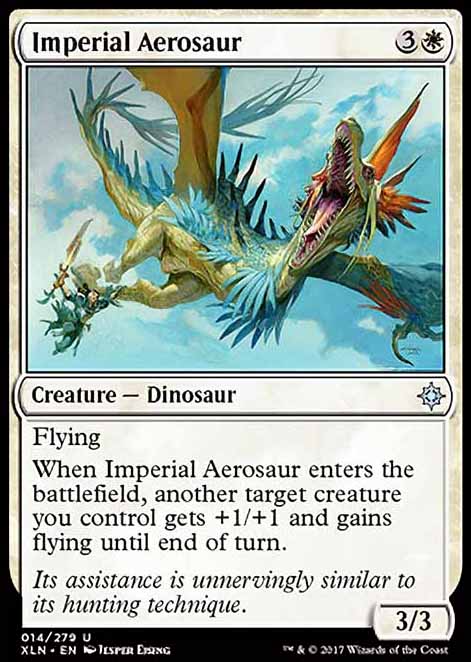 Imperial Aerosaur 3
Creature — Dinosaur
Flying
When Imperial Aerosaur enters the
battlefield, another target creature
you control gets +1/+1 and gains
flying until end of turn.
Its assistance is unnervingly similar to
its hunting technique.
3/3
014/279 U
XLN • EN Jesper Ejsing
™ & © 2017 Wizards of the Coast